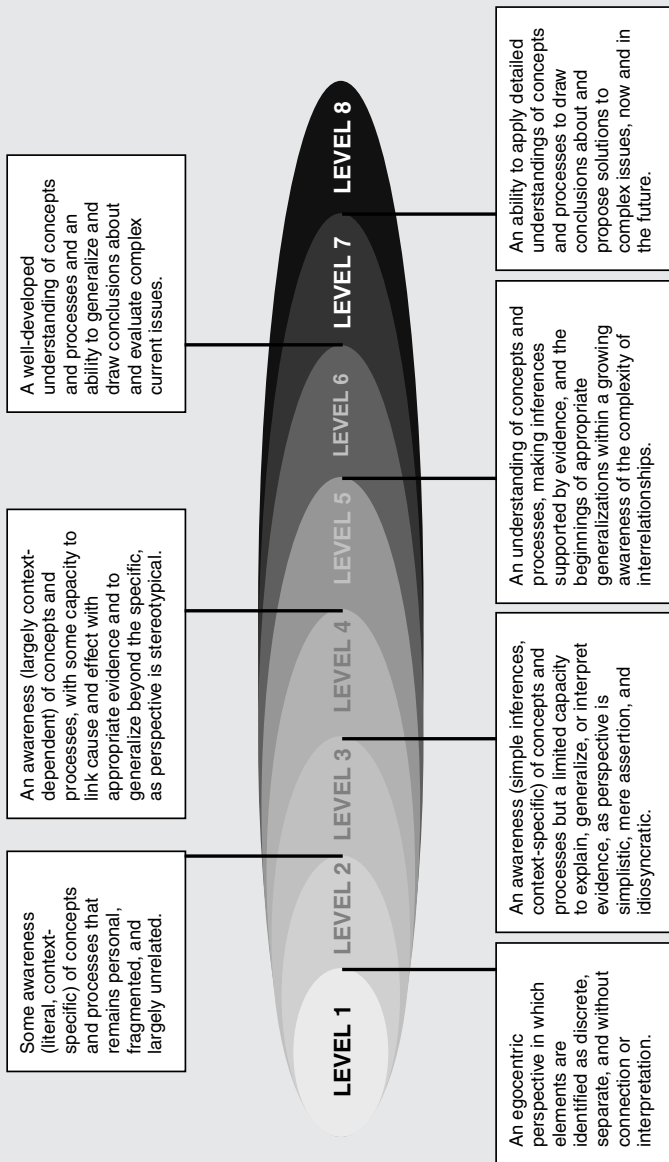 Some awareness
(literal, context-
specific) of concepts
and processes that
remains personal,
fragmented, and
largely unrelated.
An awareness (largely context-
dependent) of concepts and
processes, with some capacity to
link cause and effect with
appropriate evidence and to
generalize beyond the specific,
as perspective is stereotypical.
A well-developed
understanding of concepts
and processes and an
ability to generalize and
draw conclusions about
and evaluate complex
current issues.
LEVEL 1
LEVEL 2
LEVEL 3
LEVEL 4
LEVEL 5
LEVEL 6
LEVEL 7
LEVEL 8
An egocentric
perspective in which
elements are
identified as discrete,
separate, and without
connection or
interpretation.
An awareness (simple inferences,
context-specific) of concepts and
processes but a limited capacity
to explain, generalize, or interpret
evidence, as perspective is
simplistic, mere assertion, and
idiosyncratic.
An understanding of concepts and
processes, making inferences
supported by evidence, and the
beginnings of appropriate
generalizations within a growing
awareness of the complexity of
interrelationships.
An ability to apply detailed
understandings of concepts
and processes to draw
conclusions about and
propose solutions to
complex issues, now and in
the future.